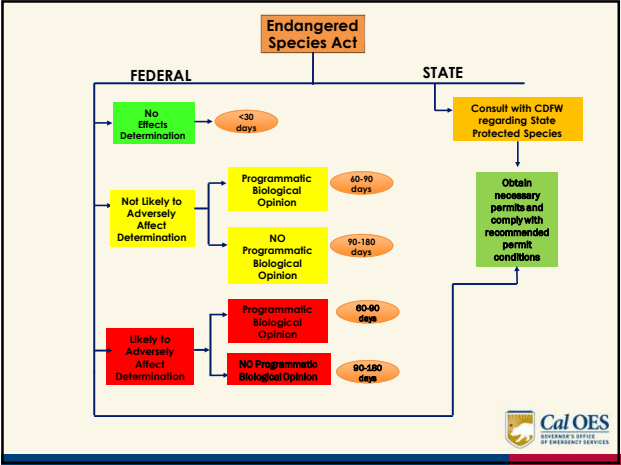 Endangered
Species Act
FEDERAL
STATE
No
Effects
Determination
<30
days
Consult with CDFW
regarding State
Protected Species
Not Likely to
Adversely
Affect
Determination
Programmatic
Biological
Opinion
60-90
days
NO
Programmatic
Biological
Opinion
90-180
days
Obtain
necessary
permits and
comply with
recommended
permit
conditions
Likely to
Adversely
Affect
Determination
Programmatic
Biological
Opinion
60-90
days
NO Programmatic
Biological Opinion
90-180
days
Cal OES
GOVERNOR'S OFFICE
OF EMERGENCY SERVICES